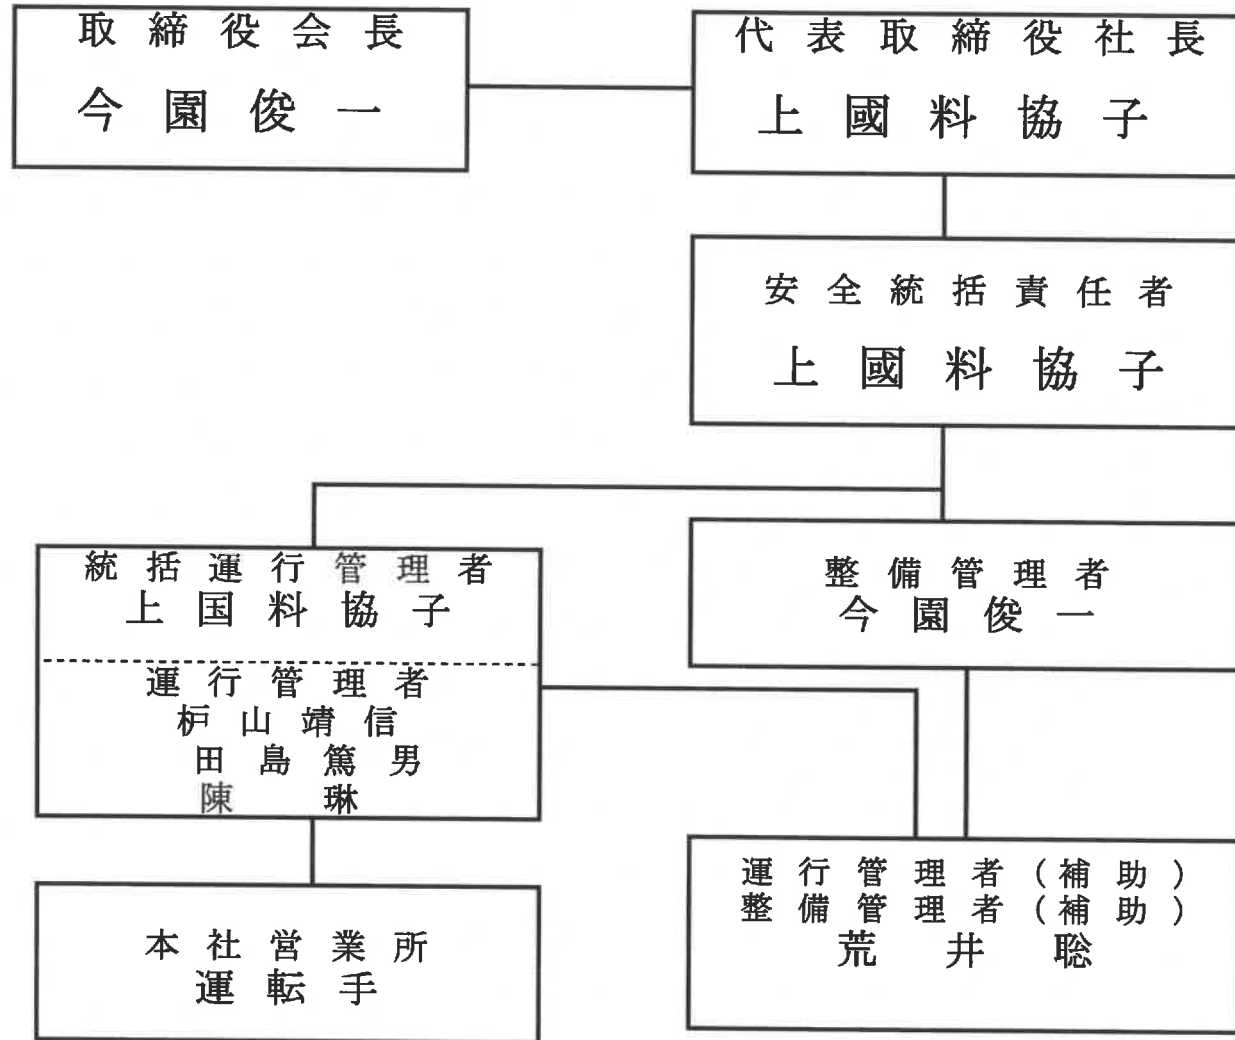 取締役会長
今園俊一
代表取締役社長
上國料協子
安全統括責任者
上國料協子
統括運行管理者
上国料協子
運行管理者
枦山靖信
田島篤男
陳琳
整備管理者
今園俊一
本社営業所
運転手
運行管理者(補助)
整備管理者(補助)
荒井聡